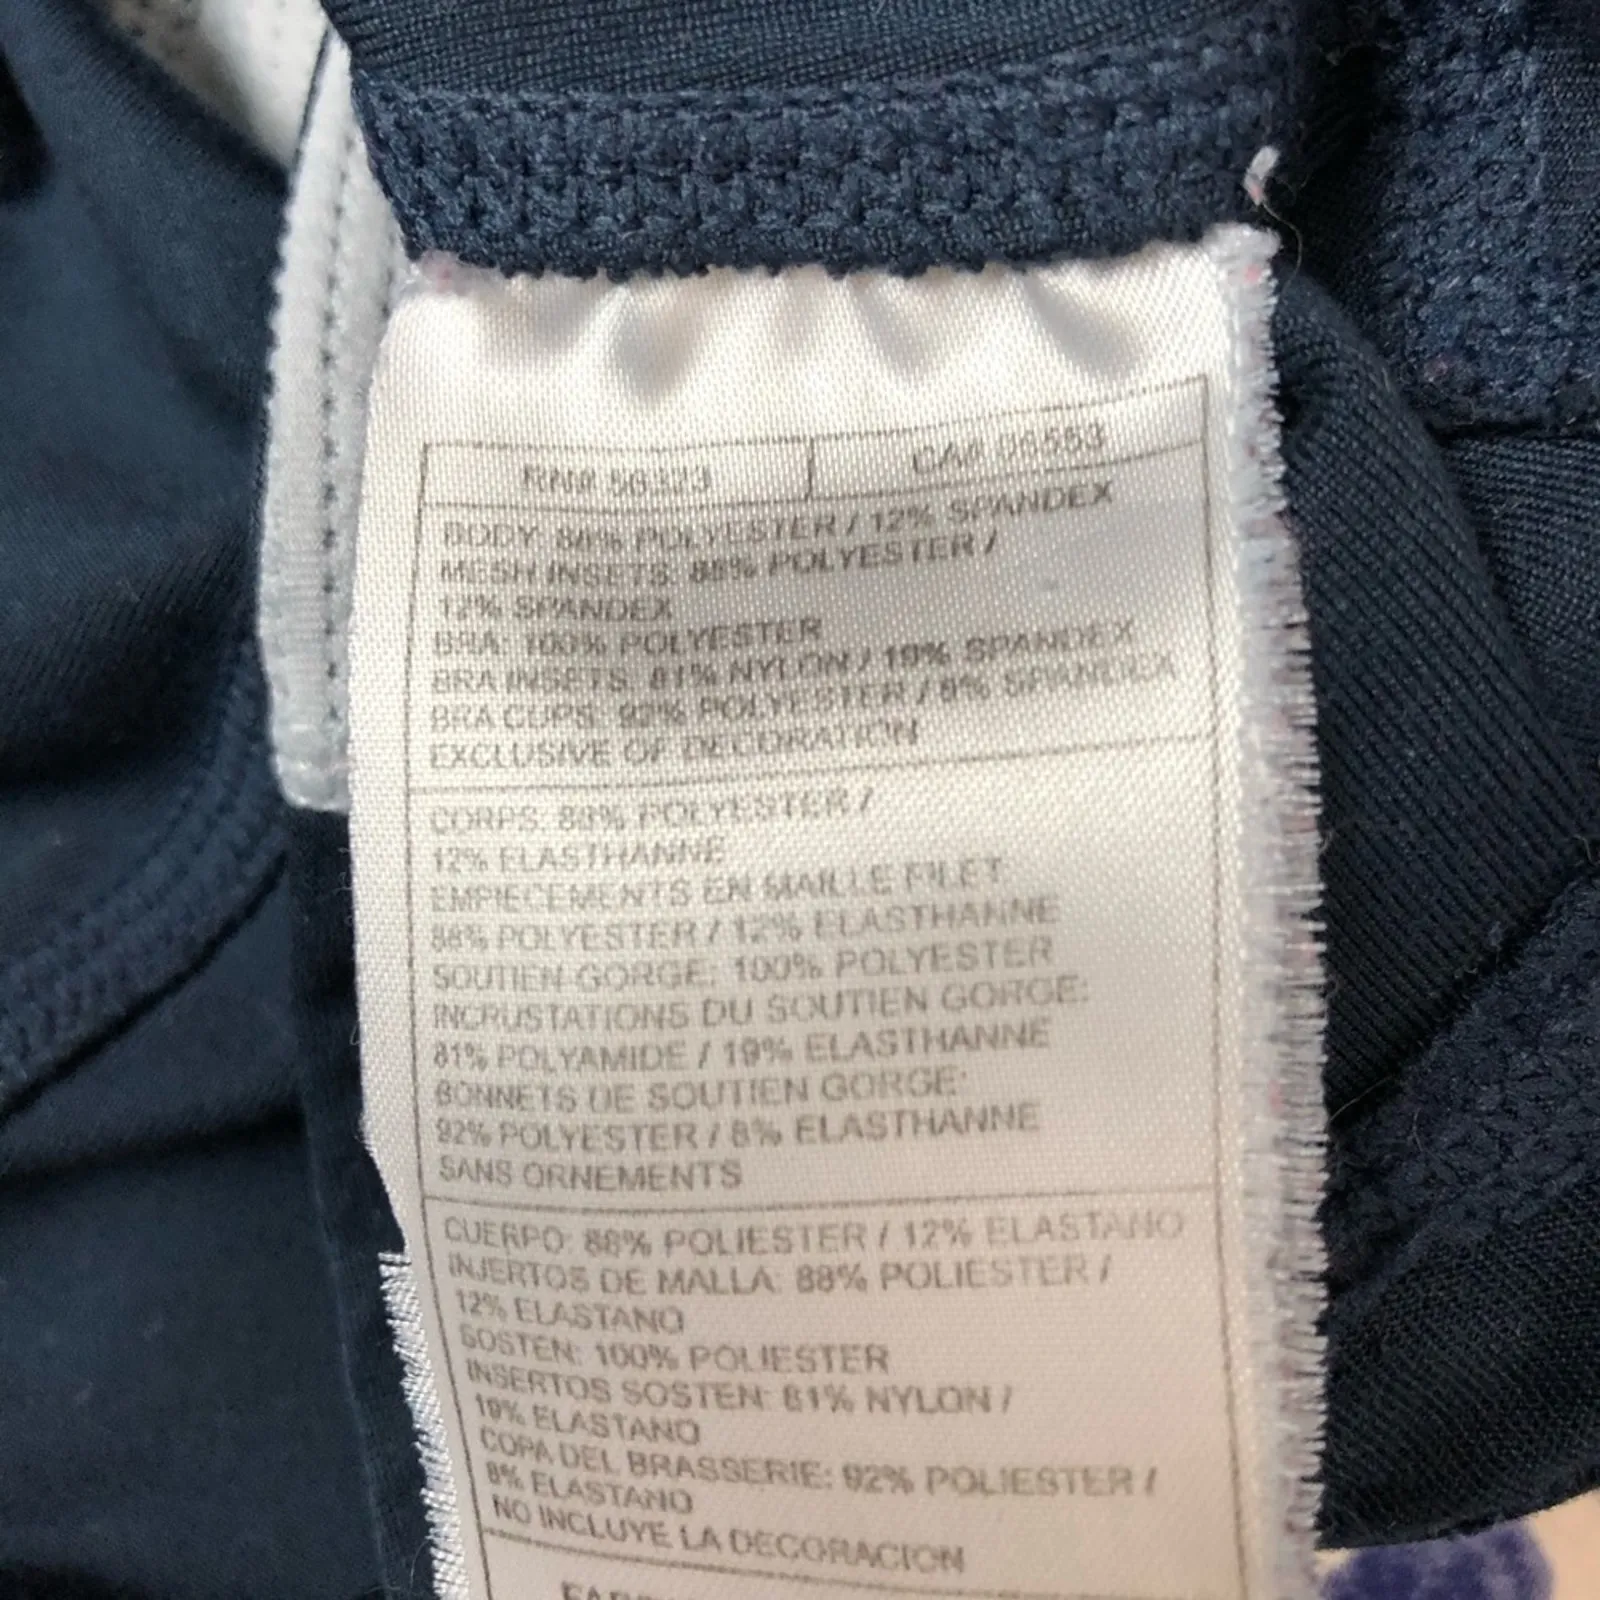 RN# 56323
CA# 06553
BODY: 88% POLYESTER / 12% SPANDEX
MESH INSETS: 88% POLYESTER /
12% SPANDEX
BRA: 100% POLYESTER
BRA INSETS: 81% NYLON / 19% SPANDEX
BRA CUPS: 92% POLYESTER / 8% SPANDEX
EXCLUSIVE OF DECORATION
CORPS: 88% POLYESTER /
12% ELASTHANNE
EMPIECEMENTS EN MAILLE FILET
88% POLYESTER / 12% ELASTHANNE
SOUTIEN-GORGE: 100% POLYESTER
INCRUSTATIONS DU SOUTIEN GORGE:
81% POLYAMIDE / 19% ELASTHANNE
BONNETS DE SOUTIEN GORGE:
92% POLYESTER / 8% ELASTHANNE
SANS ORNEMENTS
CUERPO: 88% POLIESTER / 12% ELASTANO
INJERTOS DE MALLA: 88% POLIESTER /
12% ELASTANO
SOSTEN: 100% POLIESTER
INSERTOS SOSTEN: 81% NYLON /
19% ELASTANO
COPA DEL BRASSERIE: 92% POLIESTER /
8% ELASTANO
NO INCLUYE LA DECORACION